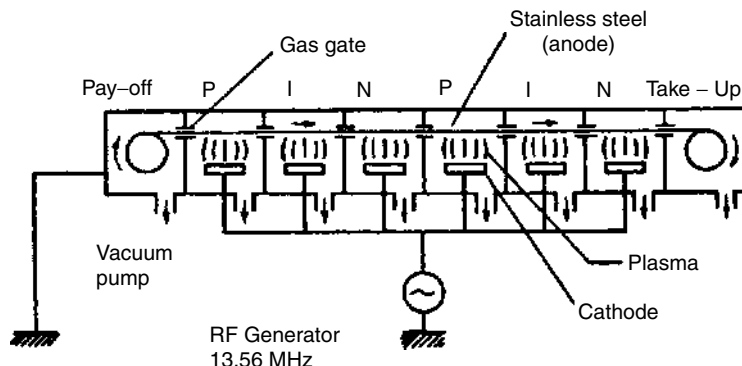 Stainless steel
(anode)
Gas gate
Pay–off P I N P I N Take – Up
Vacuum
pump
Plasma
Cathode
RF Generator
13.56 MHz